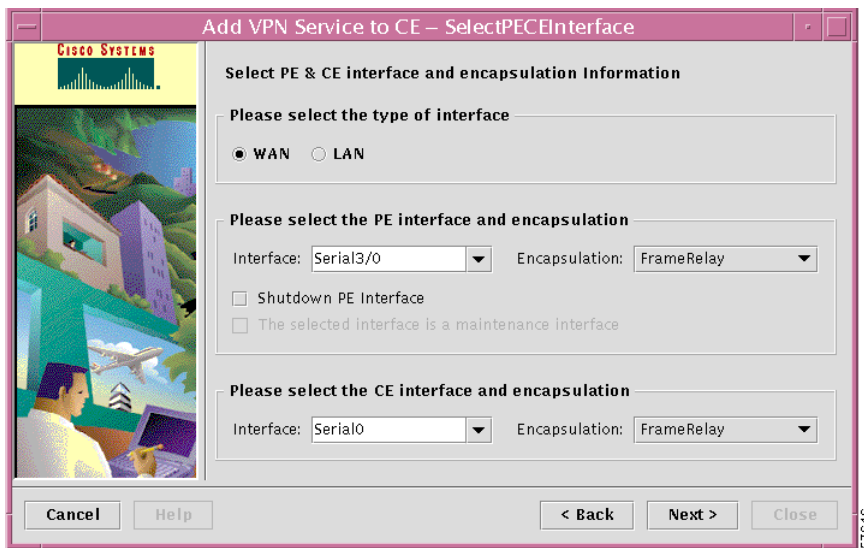 Add VPN Service to CE – SelectPECEInterface
CISCO SYSTEMS
Select PE & CE interface and encapsulation Information
Please select the type of interface
WAN LAN
Please select the PE interface and encapsulation
Interface: Serial3/0 Encapsulation: FrameRelay
Shutdown PE Interface
The selected interface is a maintenance interface
Please select the CE interface and encapsulation
Interface: Serial0 Encapsulation: FrameRelay
Cancel Help < Back Next > Close